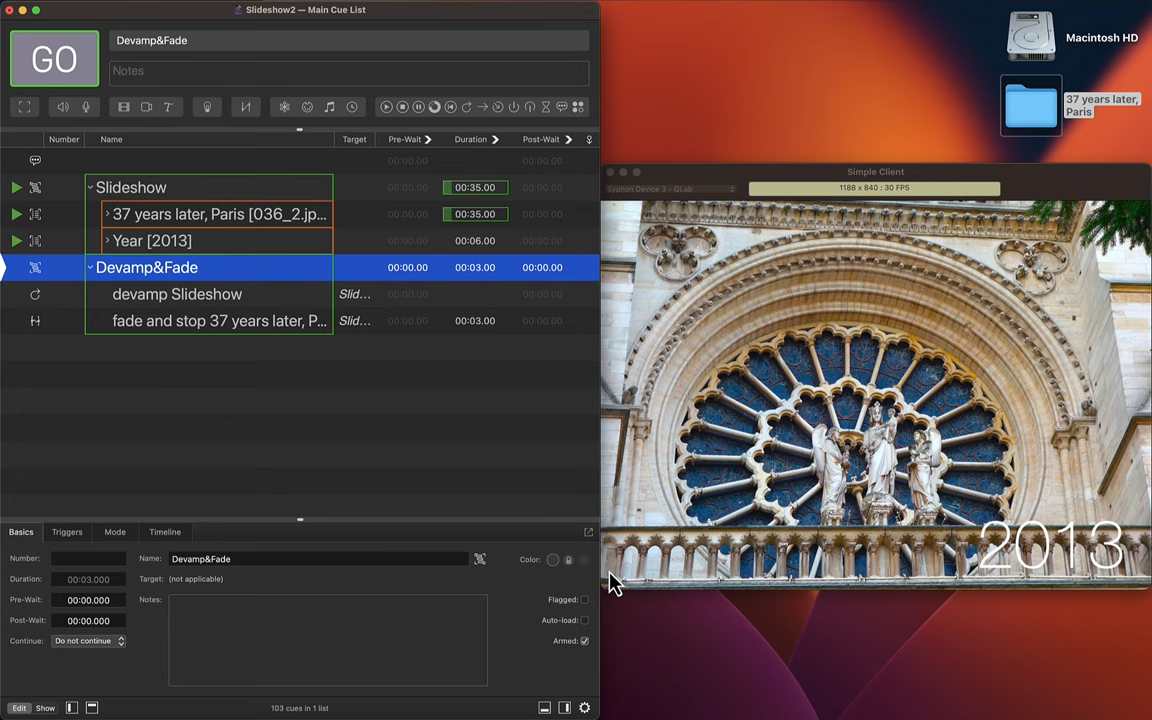 Slideshow2 — Main Cue List
GO
Devamp&Fade
Notes
Number Name Target Pre-Wait Duration Post-Wait
00:00.00 00:00.00
Slideshow 00:00.00 00:35.00 00:00.00
37 years later, Paris [036_2.jp... 00:00.00 00:35.00 00:00.00
Year [2013] 00:00.00 00:06.00 00:00.00
Devamp&Fade 00:00.00 00:03.00 00:00.00
devamp Slideshow Slid... 00:00.00 00:00.00
fade and stop 37 years later, P... Slid... 00:00.00 00:03.00 00:00.00
Basics Triggers Mode Timeline
Number: Name: Devamp&Fade Color:
Duration: 00:03.000 Target: (not applicable)
Pre-Wait: 00:00.000 Notes: Flagged:
Post-Wait: 00:00.000 Auto-load:
Continue: Do not continue Armed:
Edit Show 103 cues in 1 list
Macintosh HD
37 years later,
Paris
Simple Client
Syphon Device 3 - QLab 1188 x 840 : 30 FPS
2013